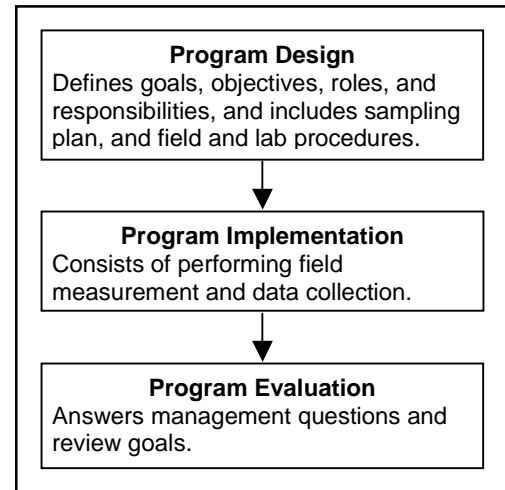 Program Design
Defines goals, objectives, roles, and
responsibilities, and includes sampling
plan, and field and lab procedures.
Program Implementation
Consists of performing field
measurement and data collection.
Program Evaluation
Answers management questions and
review goals.